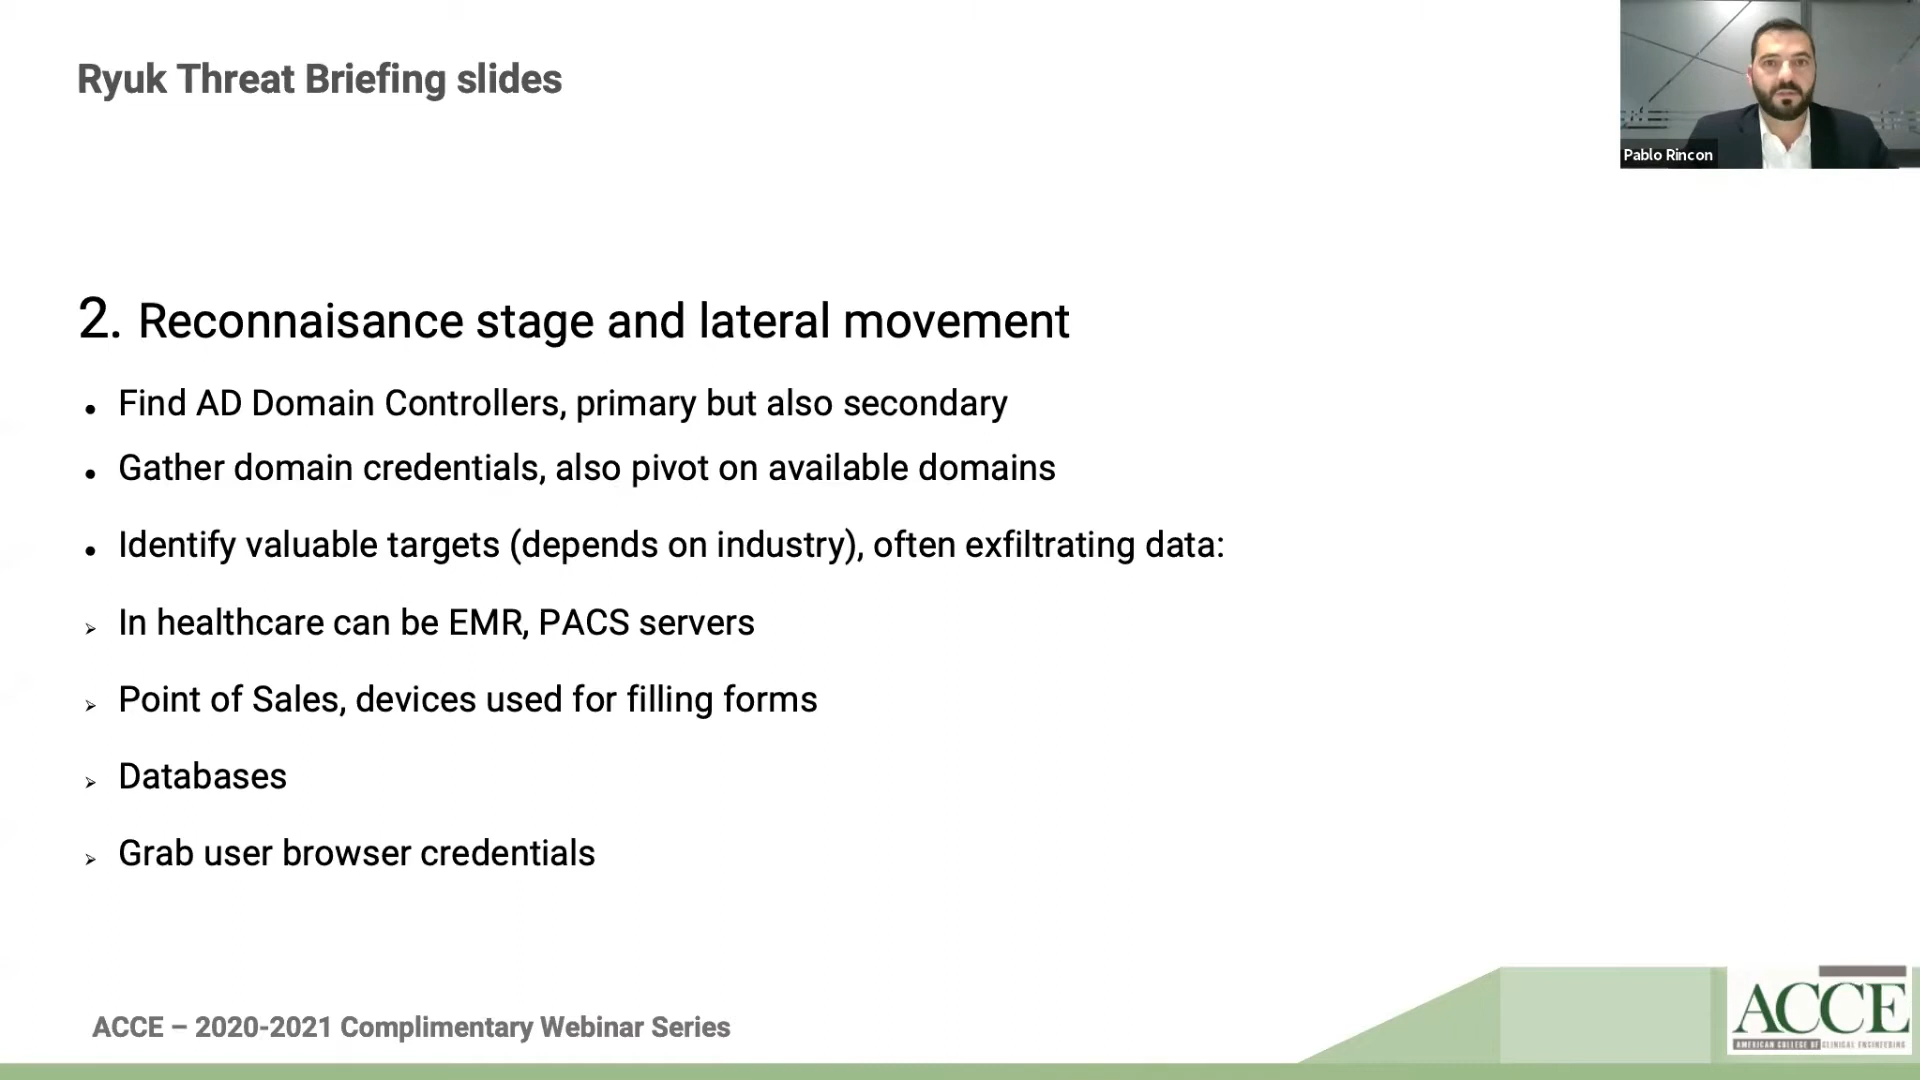 Ryuk Threat Briefing slides
Pablo Rincon
2. Reconnaisance stage and lateral movement
• Find AD Domain Controllers, primary but also secondary
• Gather domain credentials, also pivot on available domains
• Identify valuable targets (depends on industry), often exfiltrating data:
➢ In healthcare can be EMR, PACS servers
➢ Point of Sales, devices used for filling forms
➢ Databases
➢ Grab user browser credentials
ACCE – 2020-2021 Complimentary Webinar Series
ACCE
AMERICAN COLLEGE OF CLINICAL ENGINEERING